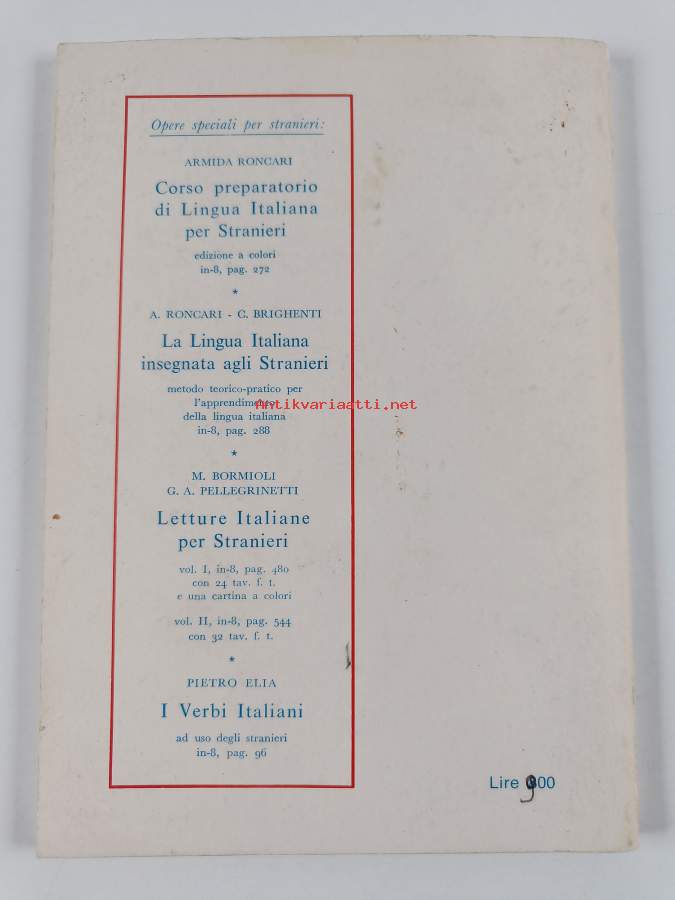 Opere speciali per stranieri:
ARMIDA RONCARI
Corso preparatorio
di Lingua Italiana
per Stranieri
edizione a colori
in-8, pag. 272
*
A. RONCARI - C. BRIGHENTI
La Lingua Italiana
insegnata agli Stranieri
metodo teorico-pratico per
l'apprendimento
Antikvariaatti.net
della lingua italiana
in-8, pag. 288
*
M. BORMIOLI
G. A. PELLEGRINETTI
Letture Italiane
per Stranieri
vol. I, in-8, pag. 480
con 24 tav. f. t.
e una cartina a colori
vol. II, in-8, pag. 544
con 32 tav. f. t.
*
PIETRO ELIA
I Verbi Italiani
ad uso degli stranieri
in-8, pag. 96
Lire 900